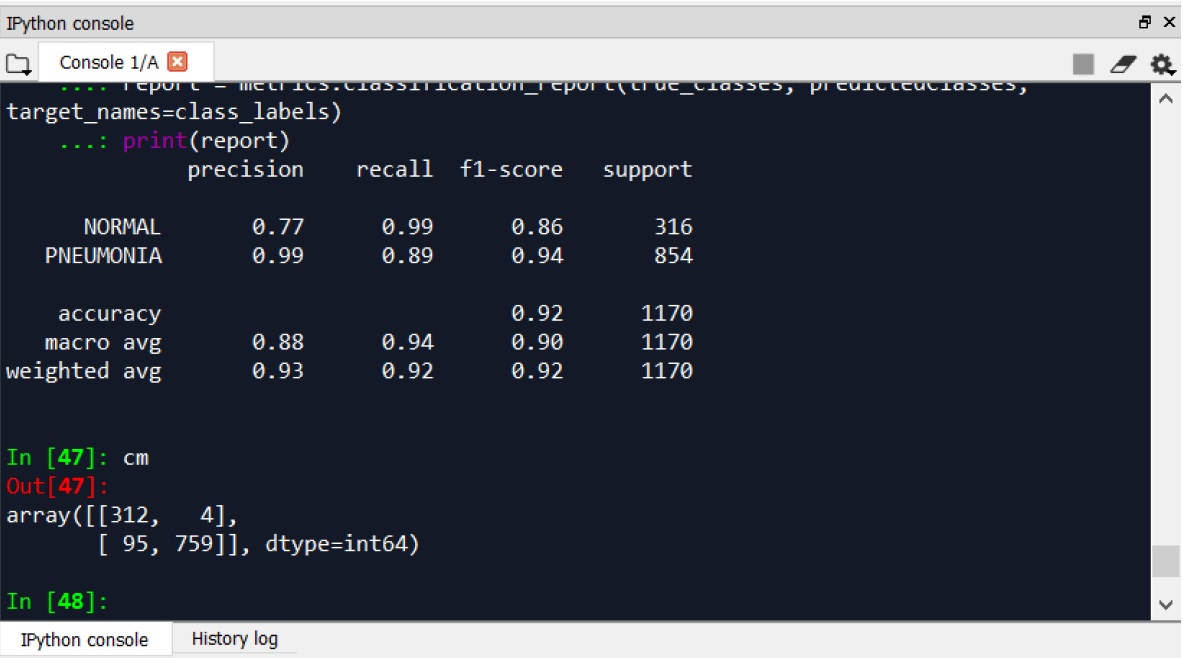 IPython console
Console 1/A
....: report = metrics.classification_report(true_classes, predictedClasses,
target_names=class_labels)
...: print(report)
precision recall f1-score support
NORMAL 0.77 0.99 0.86 316
PNEUMONIA 0.99 0.89 0.94 854
accuracy 0.92 1170
macro avg 0.88 0.94 0.90 1170
weighted avg 0.93 0.92 0.92 1170
In [47]: cm
Out[47]:
array([[312, 4],
[ 95, 759]], dtype=int64)
In [48]:
IPython console History log